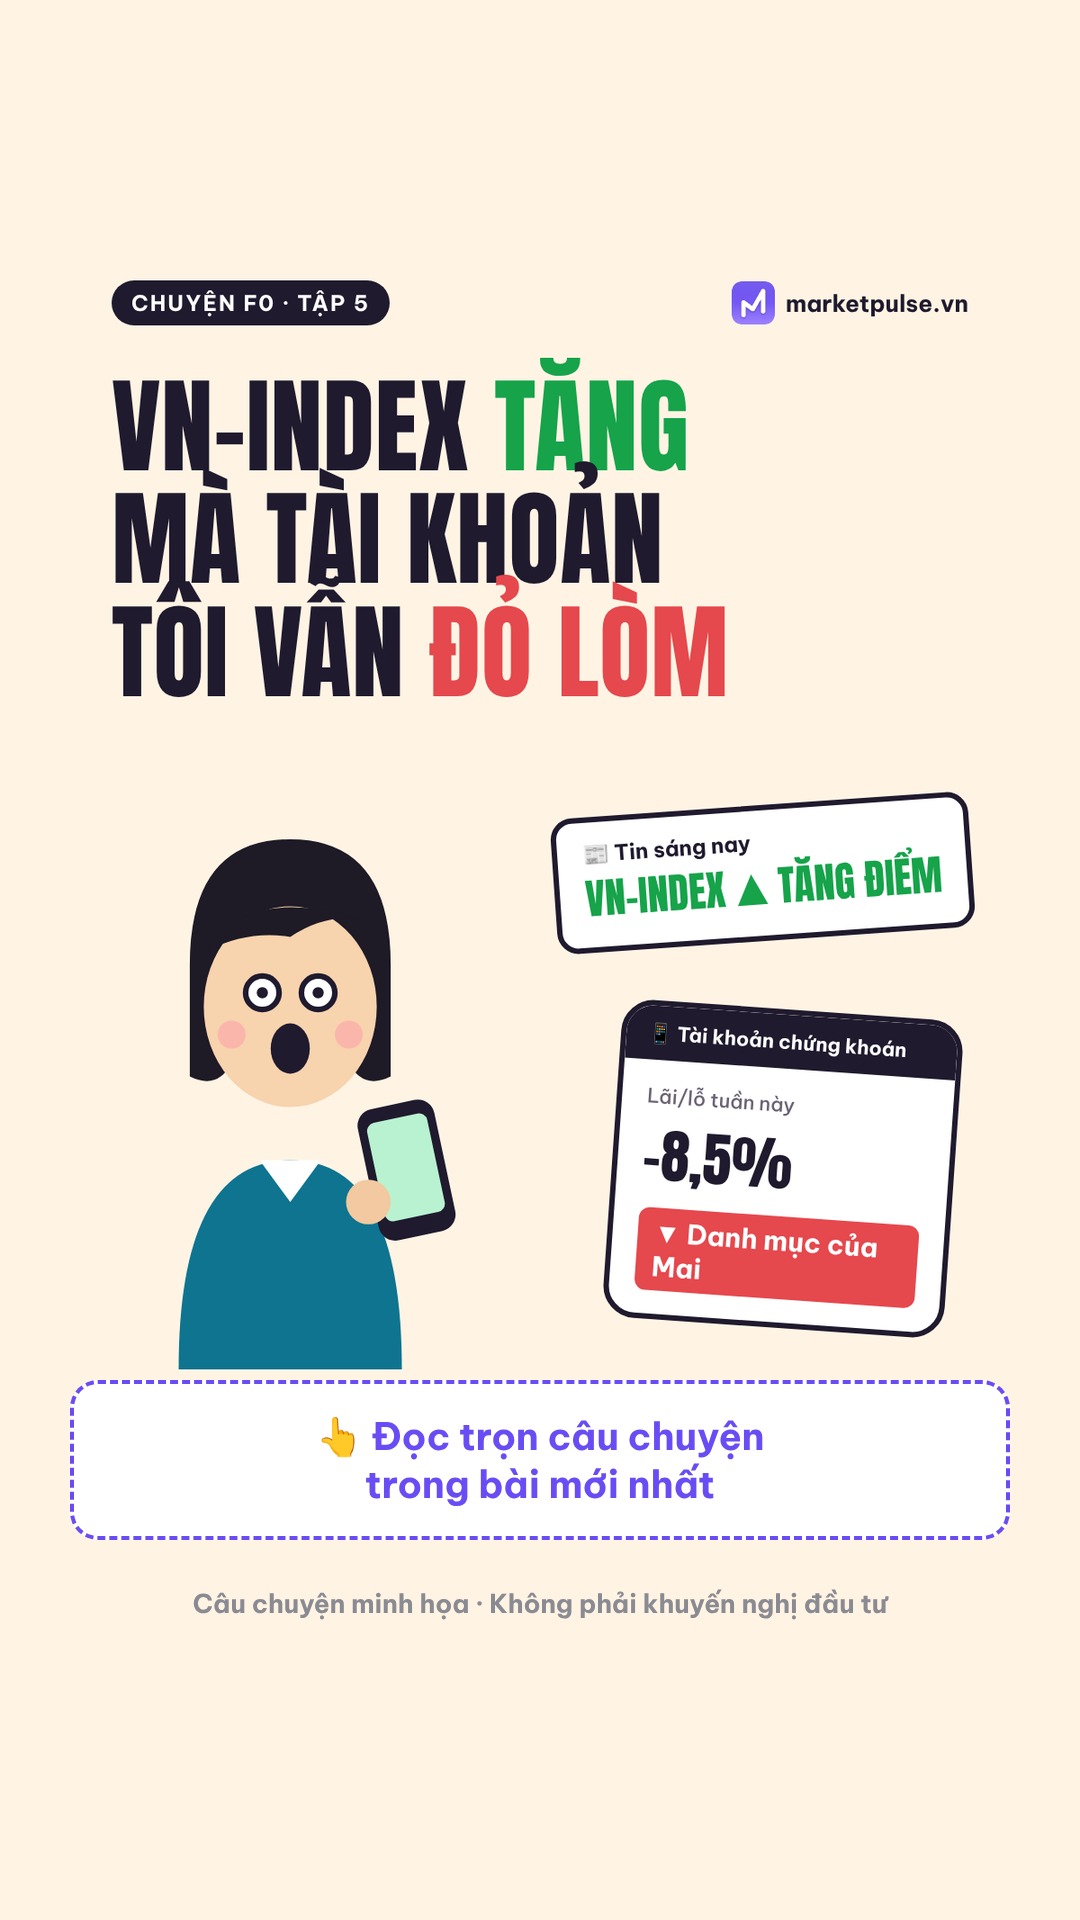 CHUYỆN F0 · TẬP 5
marketpulse.vn
VN-INDEX TĂNG
MÀ TÀI KHOẢN
TÔI VẪN ĐỎ LÒM
📰 Tin sáng nay
VN-INDEX ▲ TĂNG ĐIỂM
📱 Tài khoản chứng khoán
Lãi/lỗ tuần này
-8,5%
▼ Danh mục của
Mai
👆 Đọc trọn câu chuyện
trong bài mới nhất
Câu chuyện minh họa · Không phải khuyến nghị đầu tư